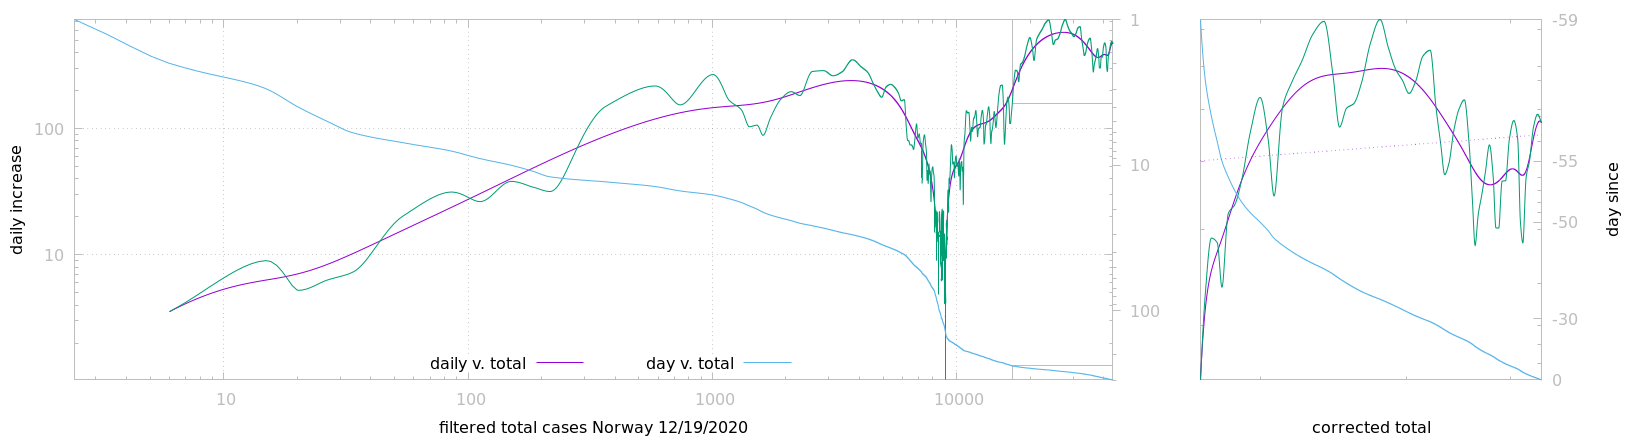 1
-59
100
daily increase
10
-55
day since
-50
10
100
-30
daily v. total
day v. total
0
10
100
1000
10000
filtered total cases Norway 12/19/2020
corrected total